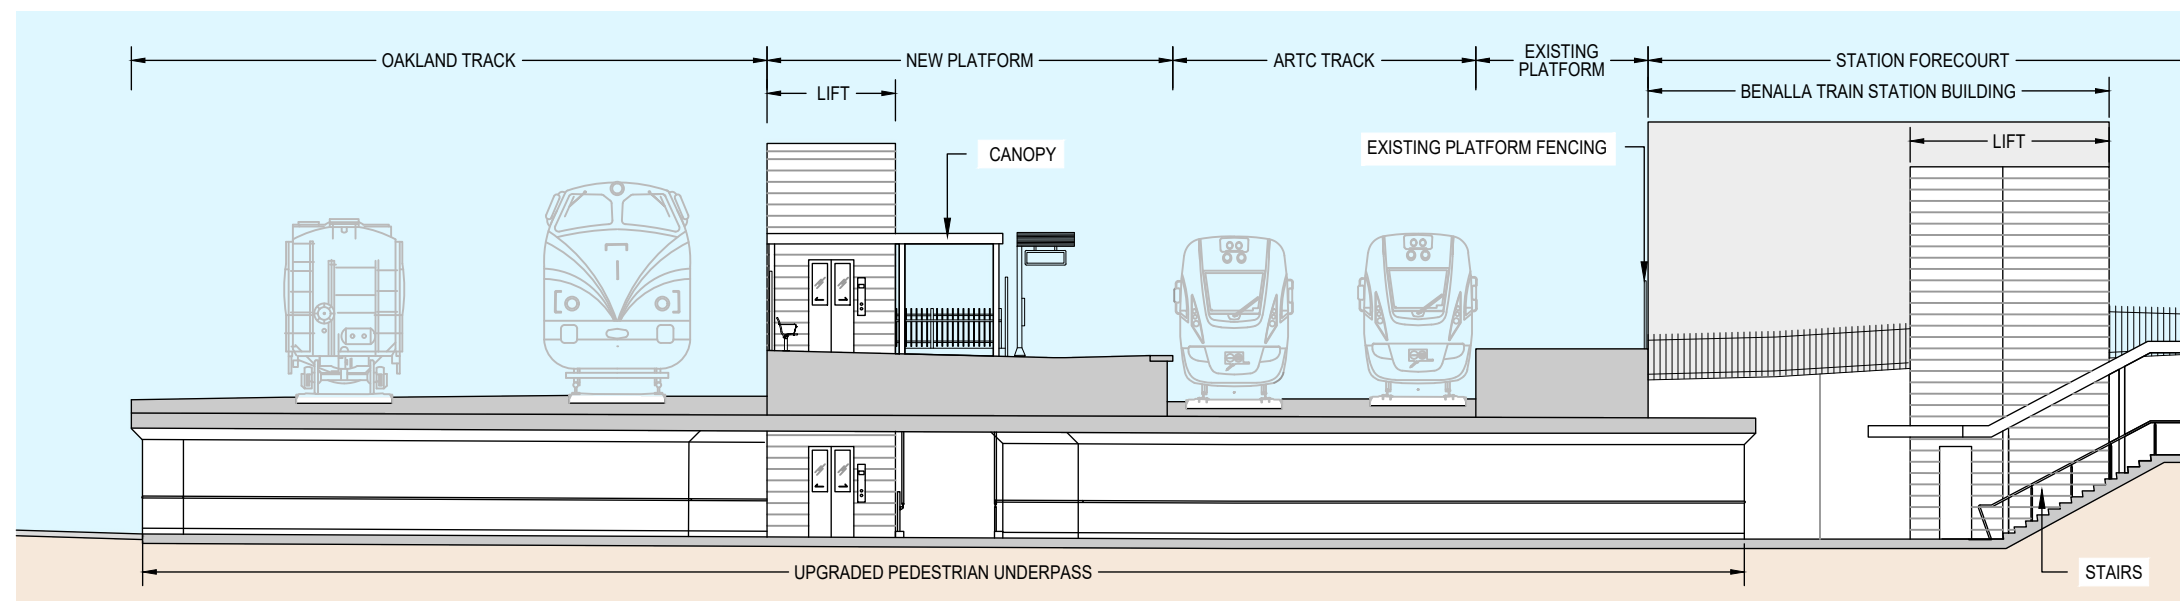 OAKLAND TRACK
NEW PLATFORM
ARTC TRACK
EXISTING
PLATFORM
STATION FORECOURT
LIFT
BENALLA TRAIN STATION BUILDING
CANOPY
EXISTING PLATFORM FENCING
LIFT
UPGRADED PEDESTRIAN UNDERPASS
STAIRS